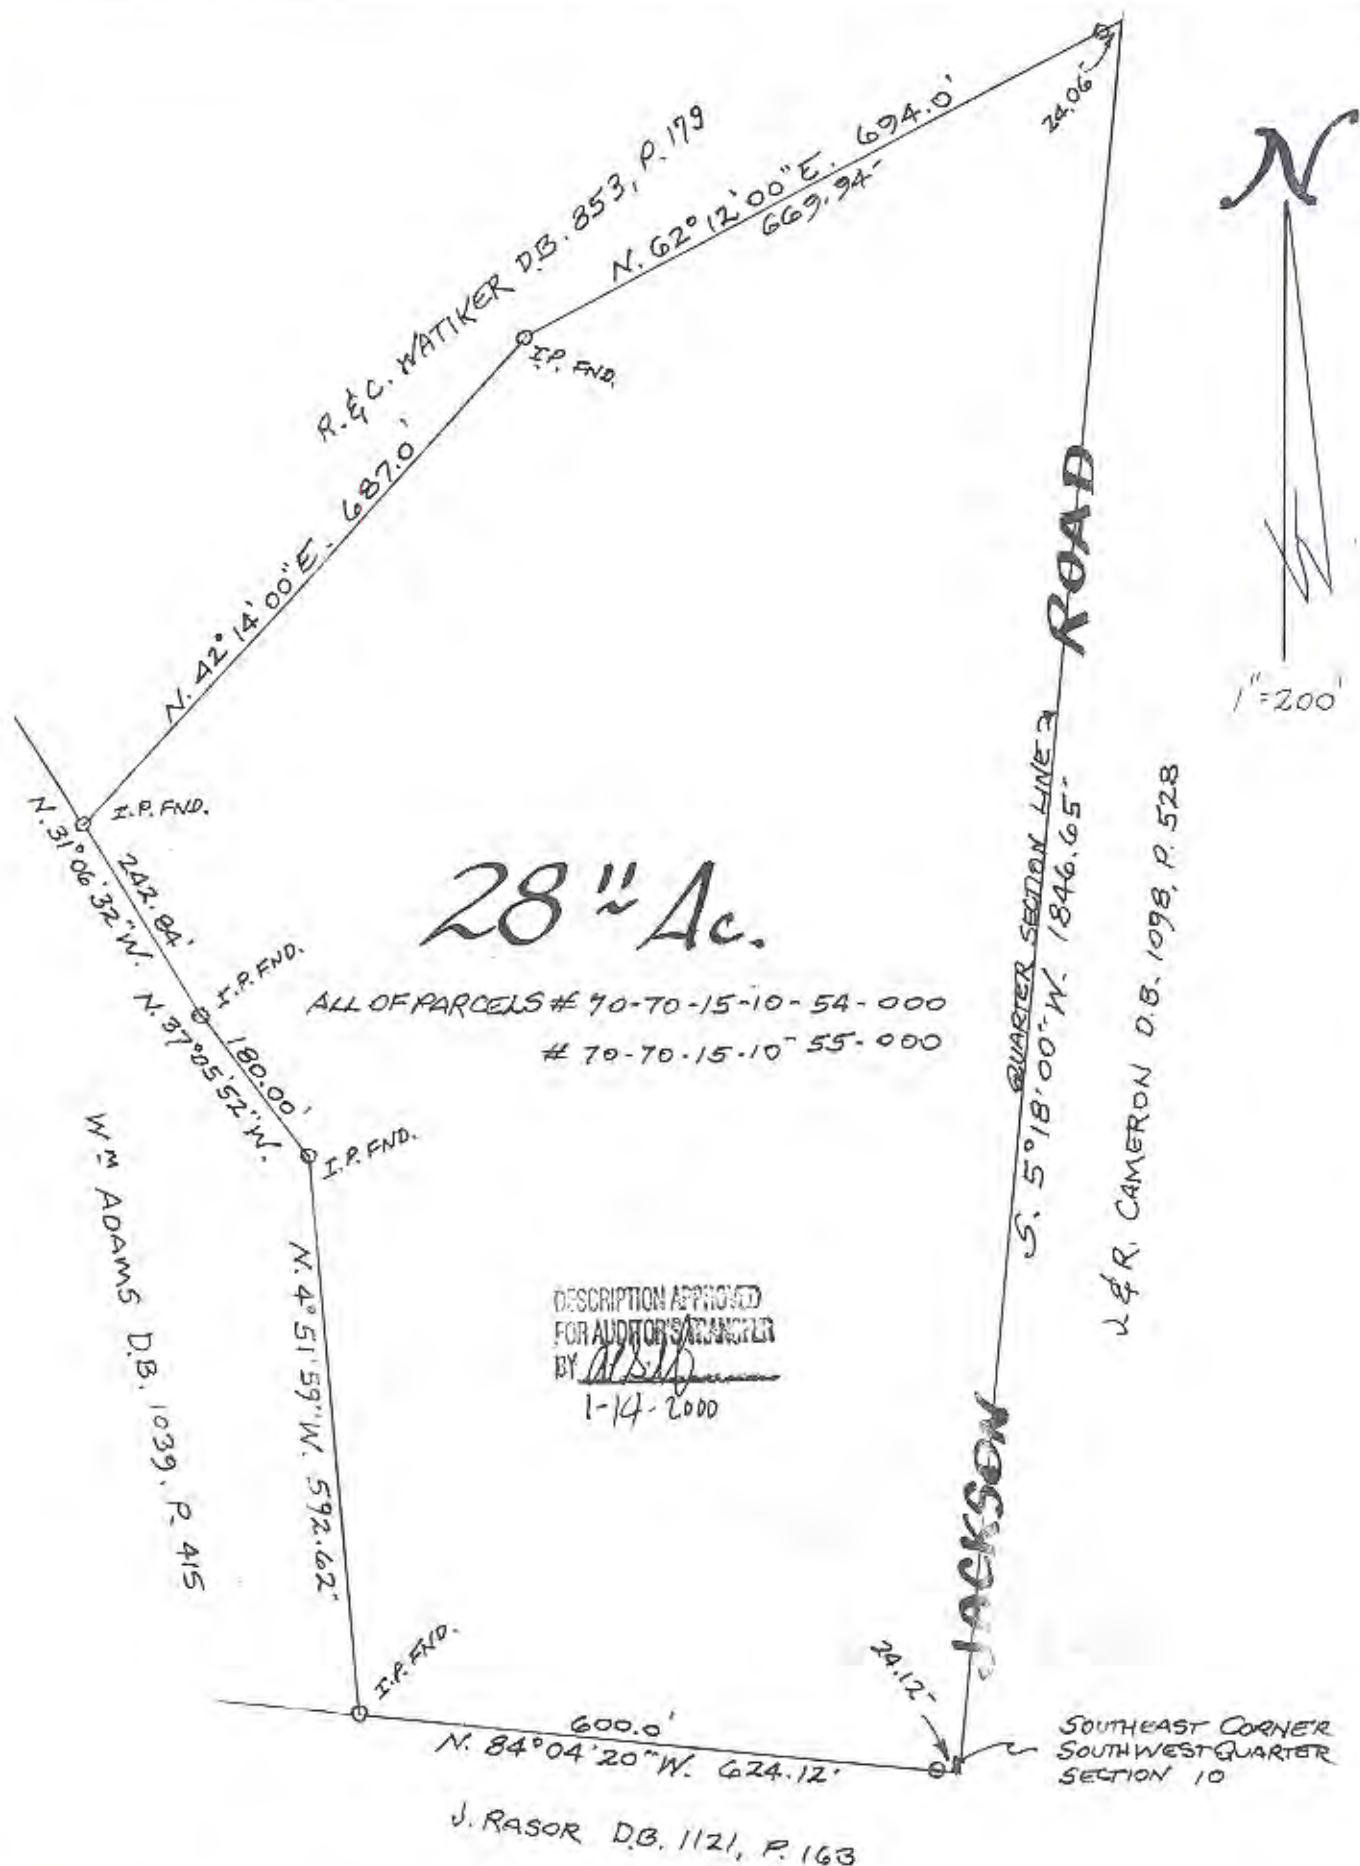 24.06'
N
1"=200'
R. & C. WATIKER D.B. 853, P. 179
N. 62° 12' 00" E. 694.0'
669.94'
I.P. FND.
N. 42° 14' 00" E. 687.0'
ROAD
QUARTER SECTION LINE
S. 5° 18' 00" W. 1846.65'
J. & R. CAMERON D.B. 1098, P. 528
I.P. FND.
242.84'
N. 31° 06' 32" W.
28 Ac.
I.P. FND.
ALL OF PARCELS # 70-70-15-10-54-000
# 70-70-15-10-55-000
180.00'
N. 37° 05' 52" W.
I.P. FND.
Wm ADAMS D.B. 1039, P. 415
N. 4° 51' 59" W. 592.62'
DESCRIPTION APPROVED
FOR AUDITOR'S TRANSFER
BY
1-14-2000
JACKSON
I.P. FND.
24.12'
600.0'
N. 84° 04' 20" W. 624.12'
SOUTHEAST CORNER
SOUTHWEST QUARTER
SECTION 10
J. RASOR D.B. 1121, P. 163